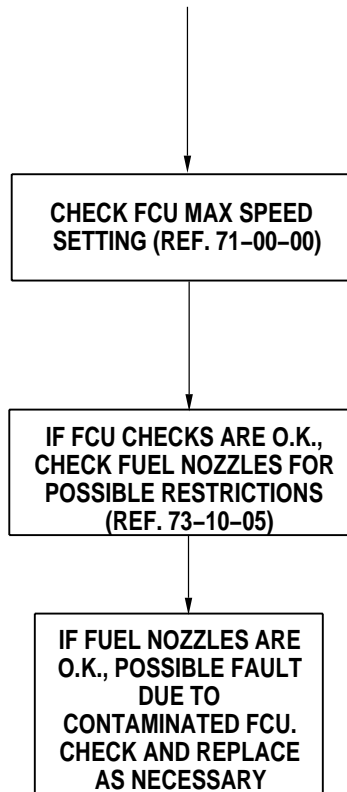 CHECK FCU MAX SPEED
SETTING (REF. 71–00–00)
IF FCU CHECKS ARE O.K.,
CHECK FUEL NOZZLES FOR
POSSIBLE RESTRICTIONS
(REF. 73–10–05)
IF FUEL NOZZLES ARE
O.K., POSSIBLE FAULT
DUE TO
CONTAMINATED FCU.
CHECK AND REPLACE
AS NECESSARY